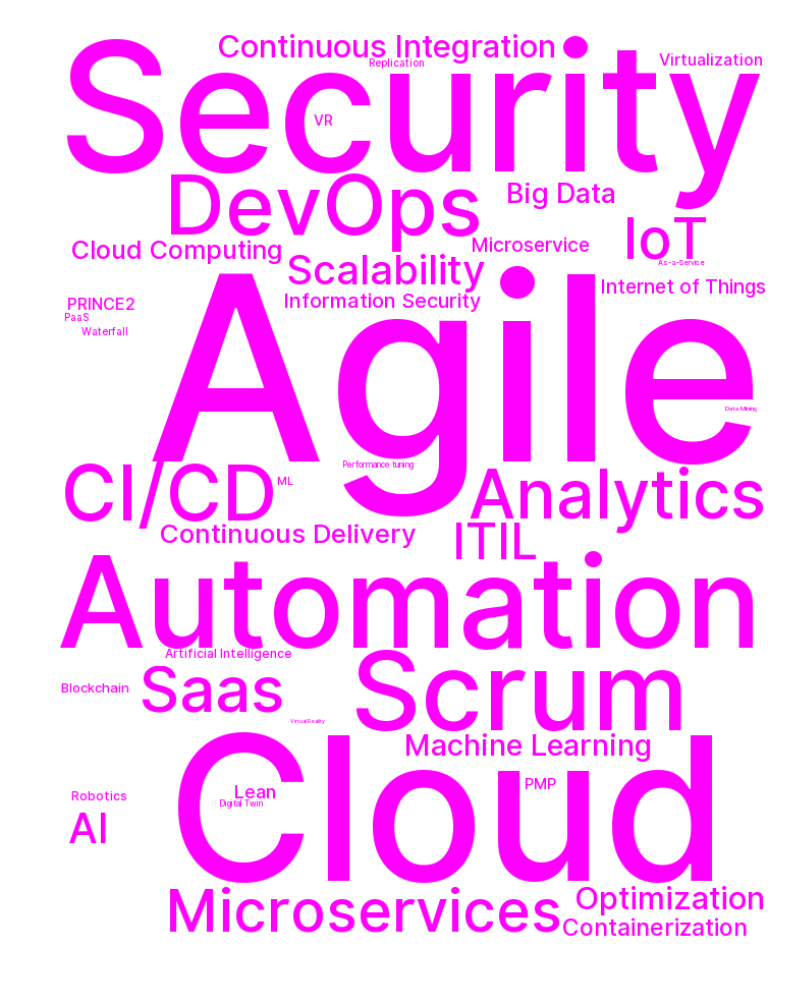 Continuous Integration
Replication
Virtualization
Security
VR
DevOps
Big Data
IoT
Cloud Computing
Microservice
As-a-Service
Scalability
Internet of Things
Information Security
PRINCE2
PaaS
Waterfall
Agile
Data Mining
CI/CD
Performance tuning
ML
Analytics
Continuous Delivery
ITIL
Automation
Artificial Intelligence
Scrum
Blockchain
Saas
Virtual Reality
Machine Learning
Cloud
PMP
Lean
Robotics
Digital Twin
AI
Microservices
Optimization
Containerization